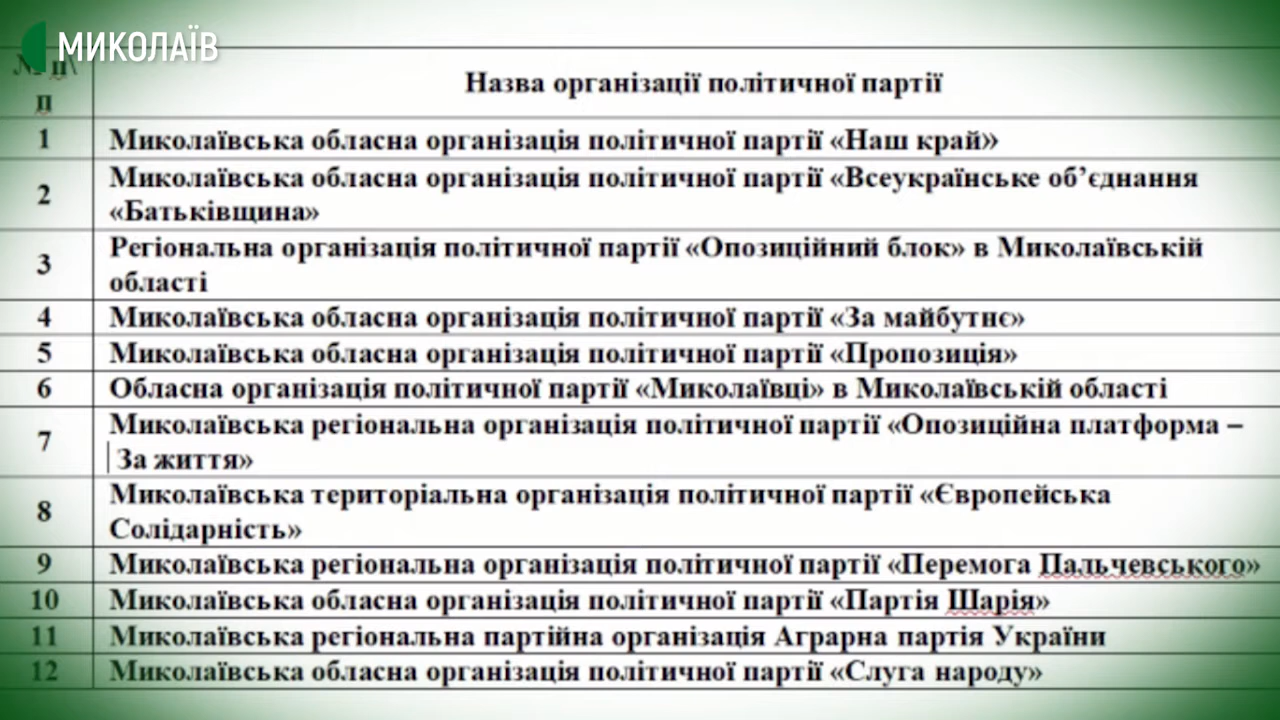 МИКОЛАЇВ
№ п\
п
Назва організації політичної партії
1
Миколаївська обласна організація політичної партії «Наш край»
2
Миколаївська обласна організація політичної партії «Всеукраїнське об’єднання
«Батьківщина»
3
Регіональна організація політичної партії «Опозиційний блок» в Миколаївській
області
4
Миколаївська обласна організація політичної партії «За майбутнє»
5
Миколаївська обласна організація політичної партії «Пропозиція»
6
Обласна організація політичної партії «Миколаївці» в Миколаївській області
7
Миколаївська регіональна організація політичної партії «Опозиційна платформа –
За життя»
8
Миколаївська територіальна організація політичної партії «Європейська
Солідарність»
9
Миколаївська регіональна організація політичної партії «Перемога Пальчевського»
10
Миколаївська обласна організація політичної партії «Партія Шарія»
11
Миколаївська регіональна партійна організація Аграрна партія України
12
Миколаївська обласна організація політичної партії «Слуга народу»